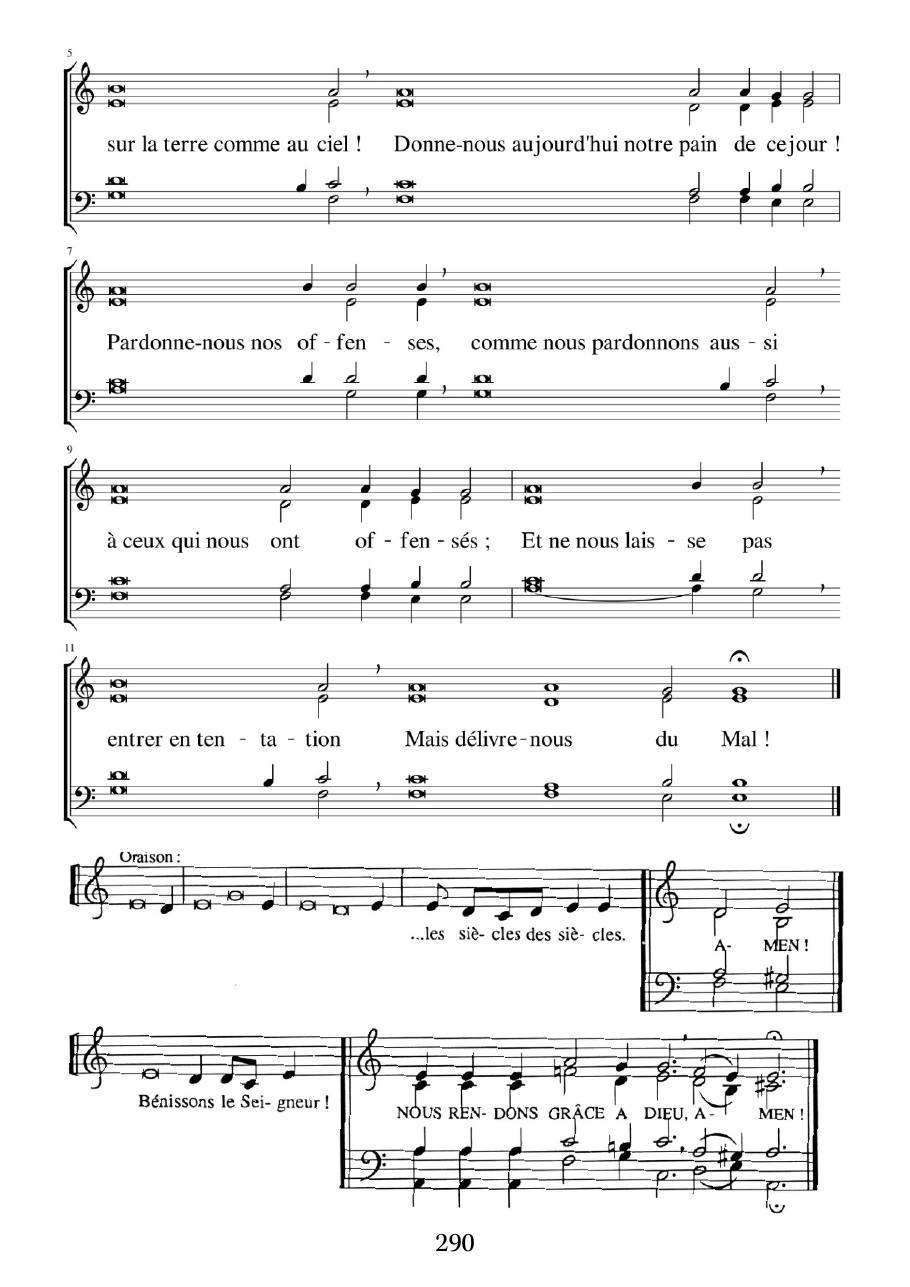 5
sur la terre comme au ciel ! Donne-nous aujourd'hui notre pain de cejour !
7
Pardonne-nous nos of - fen - ses, comme nous pardonnons aus - si
9
à ceux qui nous ont of - fen - sés ; Et ne nous lais - se pas
11
entrer en ten - ta - tion Mais délivre-nous du Mal !
Oraison :
...les siè- cles des siè- cles.
A- MEN !
Bénissons le Sei- gneur !
NOUS REN- DONS GRÂCE A DIEU, A- MEN !
290